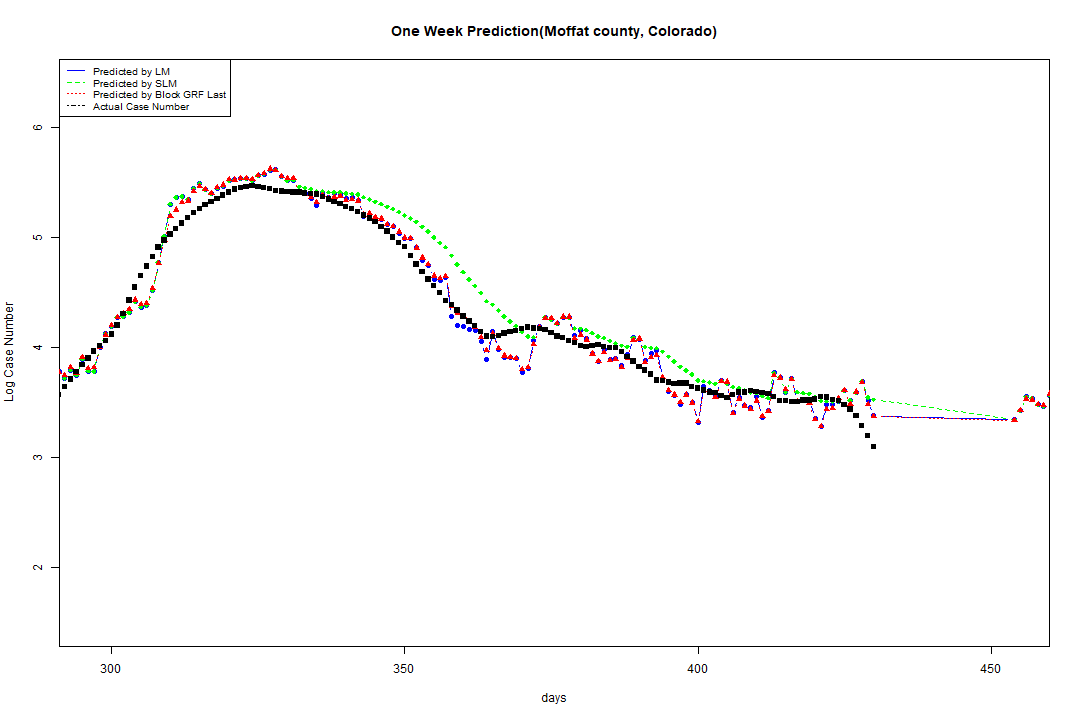 One Week Prediction(Moffat county, Colorado)
Predicted by LM
Predicted by SLM
Predicted by Block GRF Last
Actual Case Number
6
5
4
3
2
Log Case Number
300 350 400 450
days